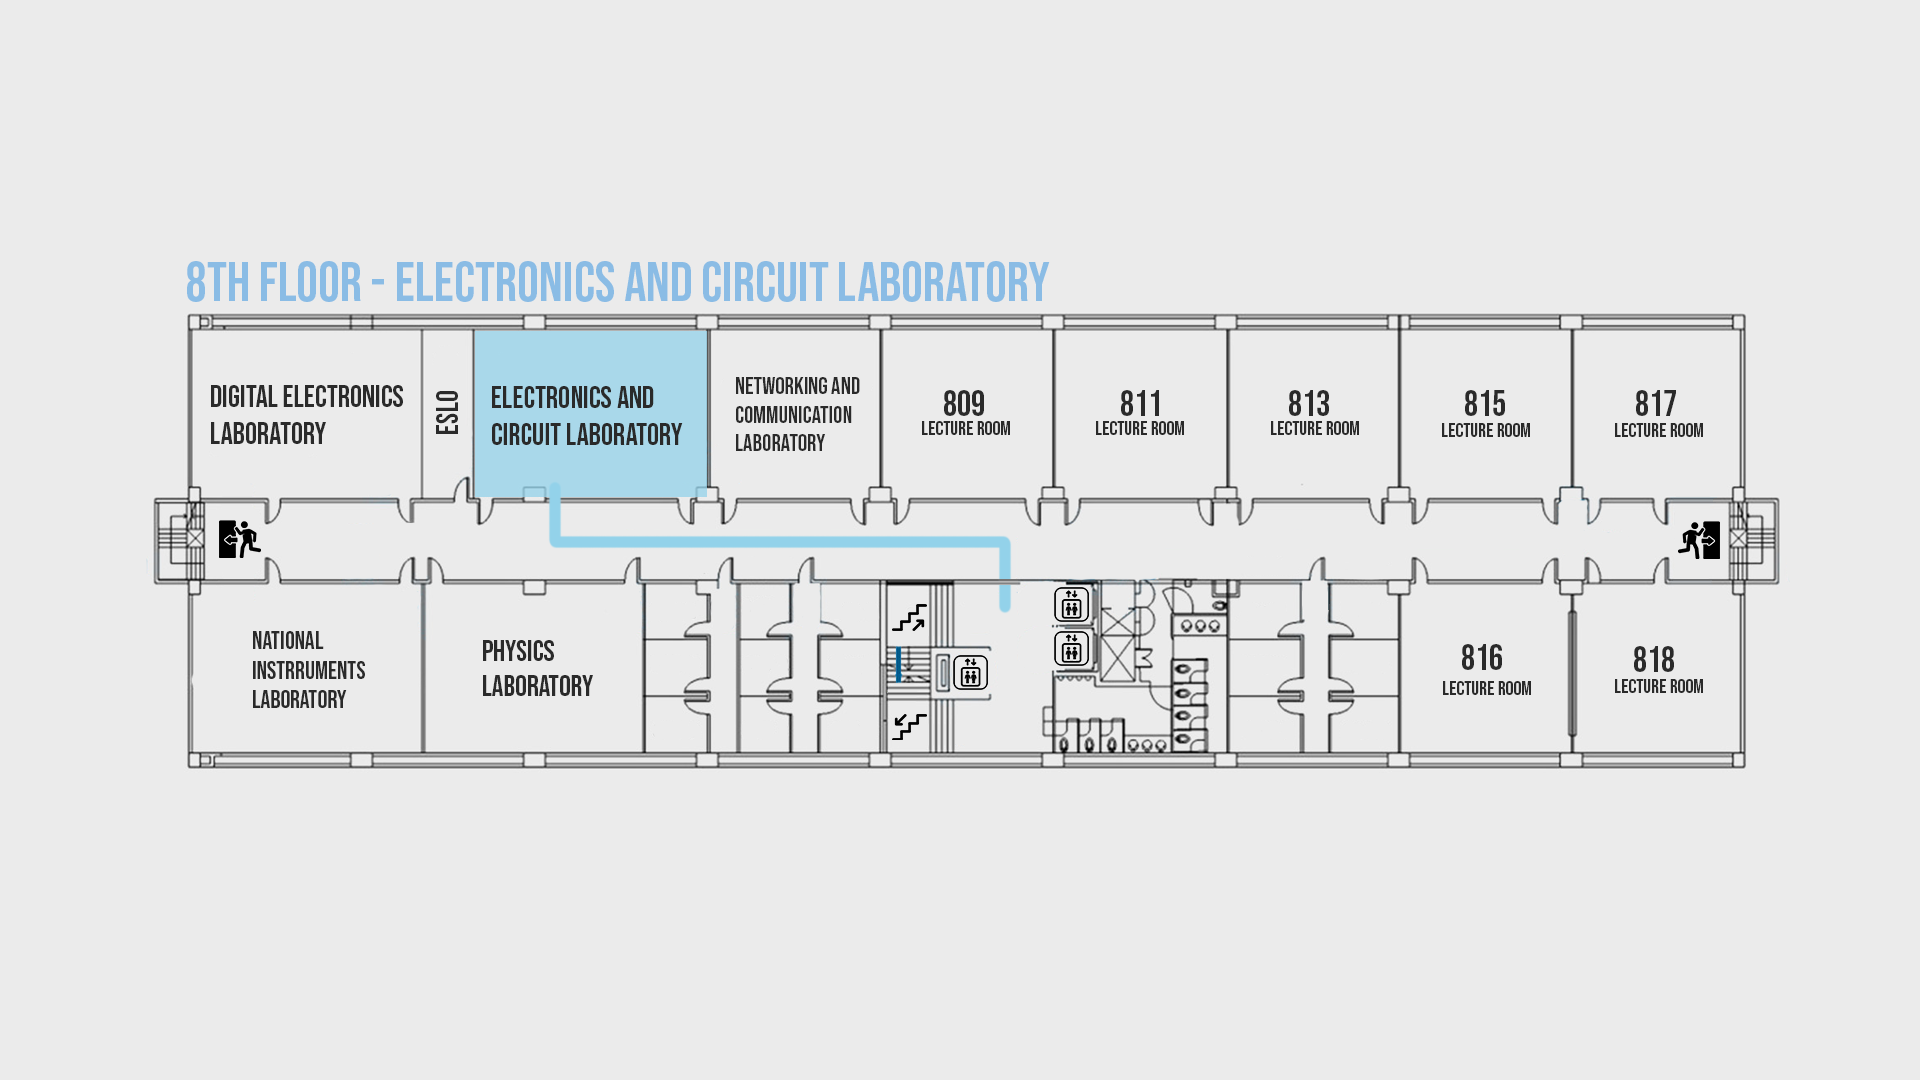 8TH FLOOR - ELECTRONICS AND CIRCUIT LABORATORY
DIGITAL ELECTRONICS
LABORATORY
ESLO
ELECTRONICS AND
CIRCUIT LABORATORY
NETWORKING AND
COMMUNICATION
LABORATORY
809
LECTURE ROOM
811
LECTURE ROOM
813
LECTURE ROOM
815
LECTURE ROOM
817
LECTURE ROOM
NATIONAL
INSTRRUMENTS
LABORATORY
PHYSICS
LABORATORY
816
LECTURE ROOM
818
LECTURE ROOM